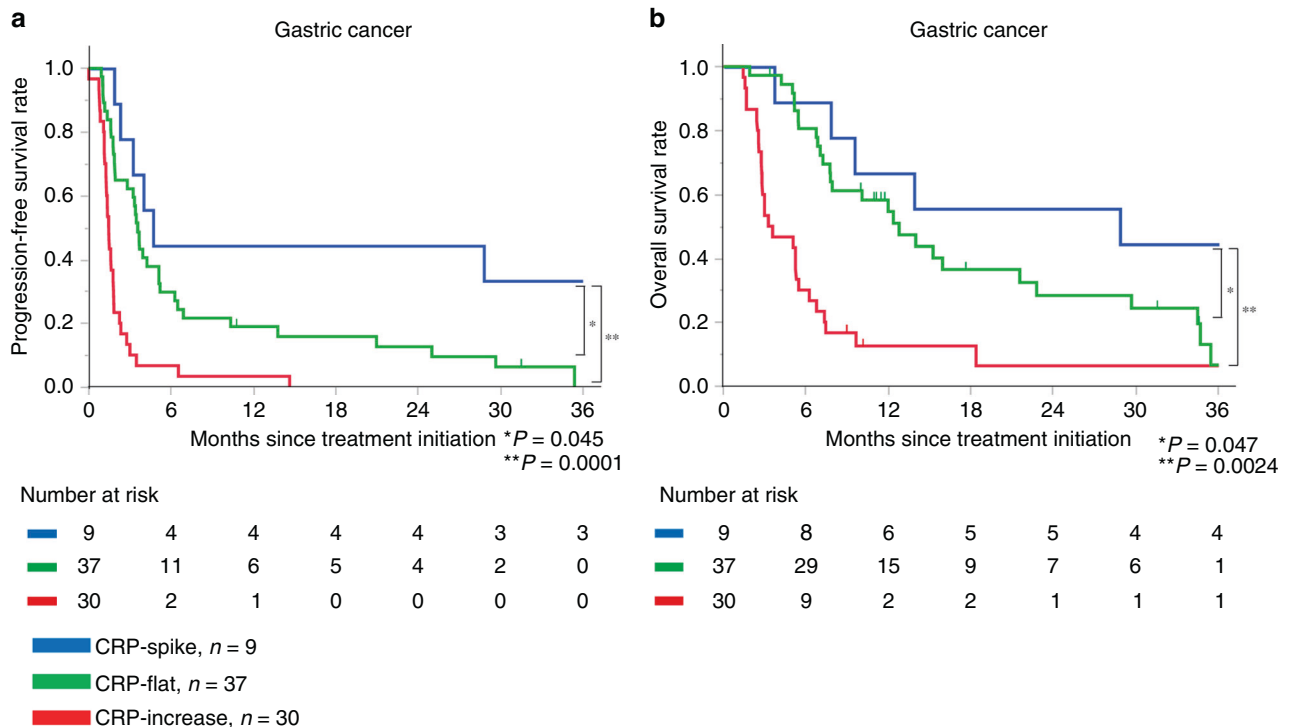 a
Gastric cancer
Progression-free survival rate
1.0
0.8
0.6
0.4
0.2
0.0
*
**
0 6 12 18 24 30 36
Months since treatment initiation *P = 0.045
**P = 0.0001
Number at risk
9 4 4 4 4 3 3
37 11 6 5 4 2 0
30 2 1 0 0 0 0
CRP-spike, n = 9
CRP-flat, n = 37
CRP-increase, n = 30
b
Gastric cancer
Overall survival rate
1.0
0.8
0.6
0.4
0.2
0.0
*
**
0 6 12 18 24 30 36
Months since treatment initiation *P = 0.047
**P = 0.0024
Number at risk
9 8 6 5 5 4 4
37 29 15 9 7 6 1
30 9 2 2 1 1 1